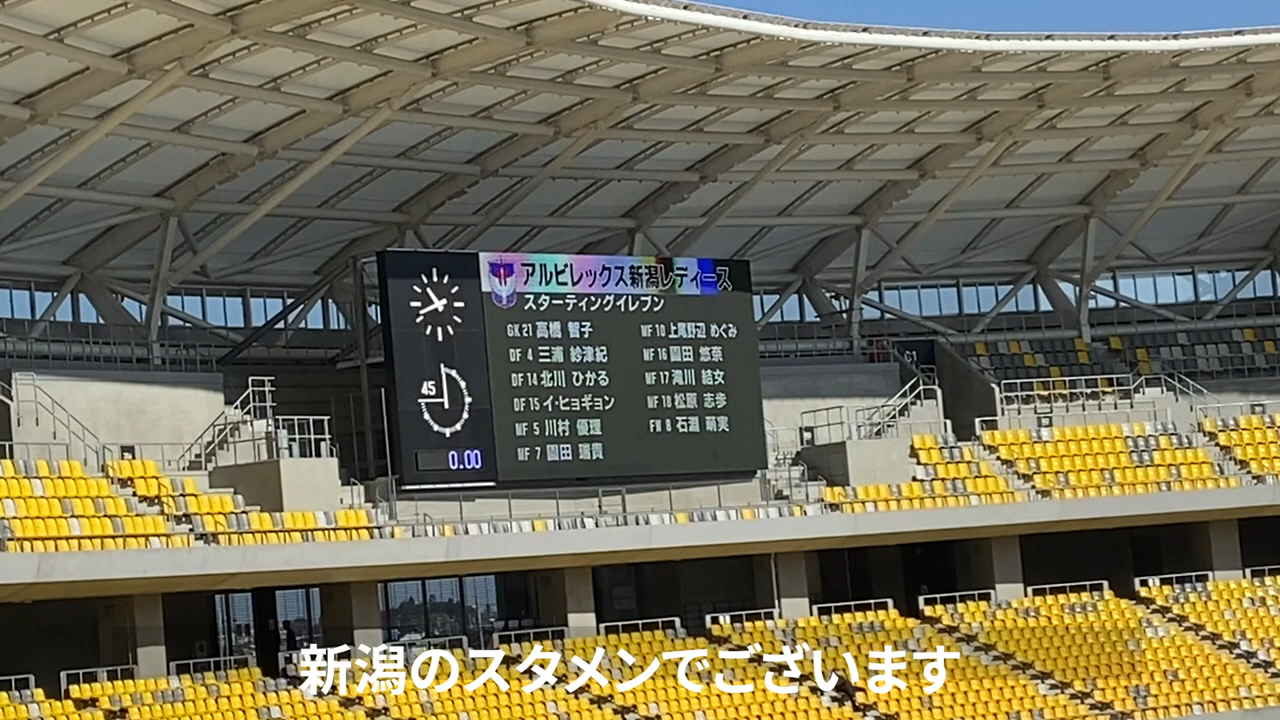 アルビレックス新潟レディース
スターティングイレブン
GK 21 高橋 智子
DF 4 三浦 紗津紀
DF 14 北川 ひかる
DF 15 イ・ヒョギョン
MF 5 川村 優理
MF 7 園田 瑞貴
MF 10 上尾野辺 めぐみ
MF 16 園田 悠奈
MF 17 滝川 結女
MF 18 松原 志歩
FW 8 石淵 萌実
45
0.00
G1
新潟のスタメンでございます